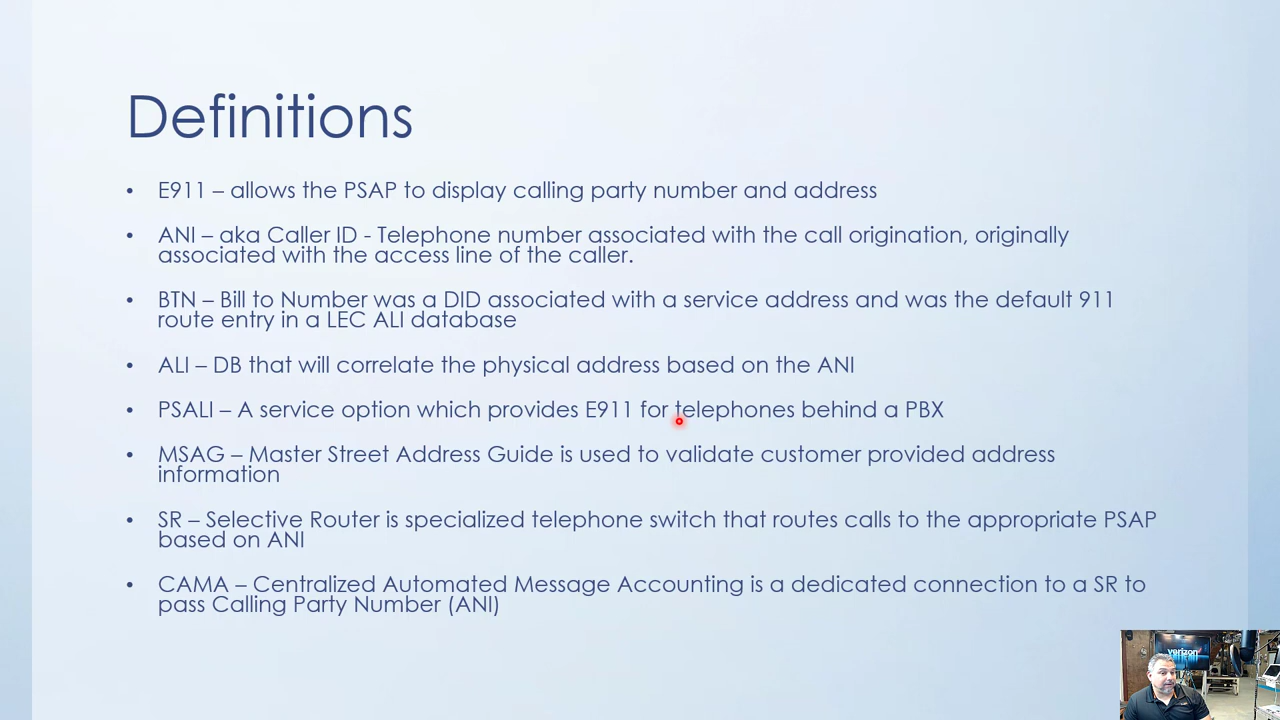 Definitions
• E911 – allows the PSAP to display calling party number and address
• ANI – aka Caller ID - Telephone number associated with the call origination, originally
associated with the access line of the caller.
• BTN – Bill to Number was a DID associated with a service address and was the default 911
route entry in a LEC ALI database
• ALI – DB that will correlate the physical address based on the ANI
• PSALI – A service option which provides E911 for telephones behind a PBX
• MSAG – Master Street Address Guide is used to validate customer provided address
information
• SR – Selective Router is specialized telephone switch that routes calls to the appropriate PSAP
based on ANI
• CAMA – Centralized Automated Message Accounting is a dedicated connection to a SR to
pass Calling Party Number (ANI)
verizon